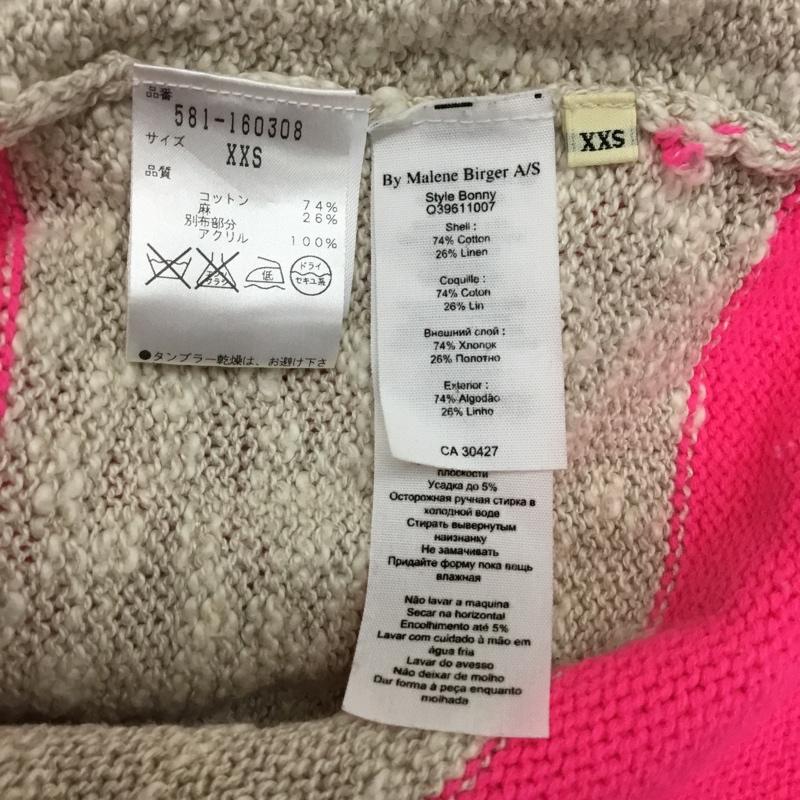 品番
581-160308
サイズ
XXS
品質
コットン 74%
麻 26%
別布部分
アクリル 100%
低
ドライ
セキユ系
●タンブラー乾燥は、お避け下さ
By Malene Birger A/S
Style Bonny
Q39611007
Shell :
74% Cotton
26% Linen
Coquille :
74% Coton
26% Lin
Внешний слой :
74% Хлопок
26% Полотно
Exterior :
74% Algodão
26% Linho
CA 30427
плоскости
Усадка до 5%
Осторожная ручная стирка в
холодной воде
Стирать вывернутым
наизнанку
Не замачивать
Придайте форму пока вещь
влажная
Não lavar a maquina
Secar na horizontal
Encolhimento até 5%
Lavar com cuidado à mão em
água fria
Lavar do avesso
Não deixar de molho
Dar forma à peça enquanto
molhada
XXS